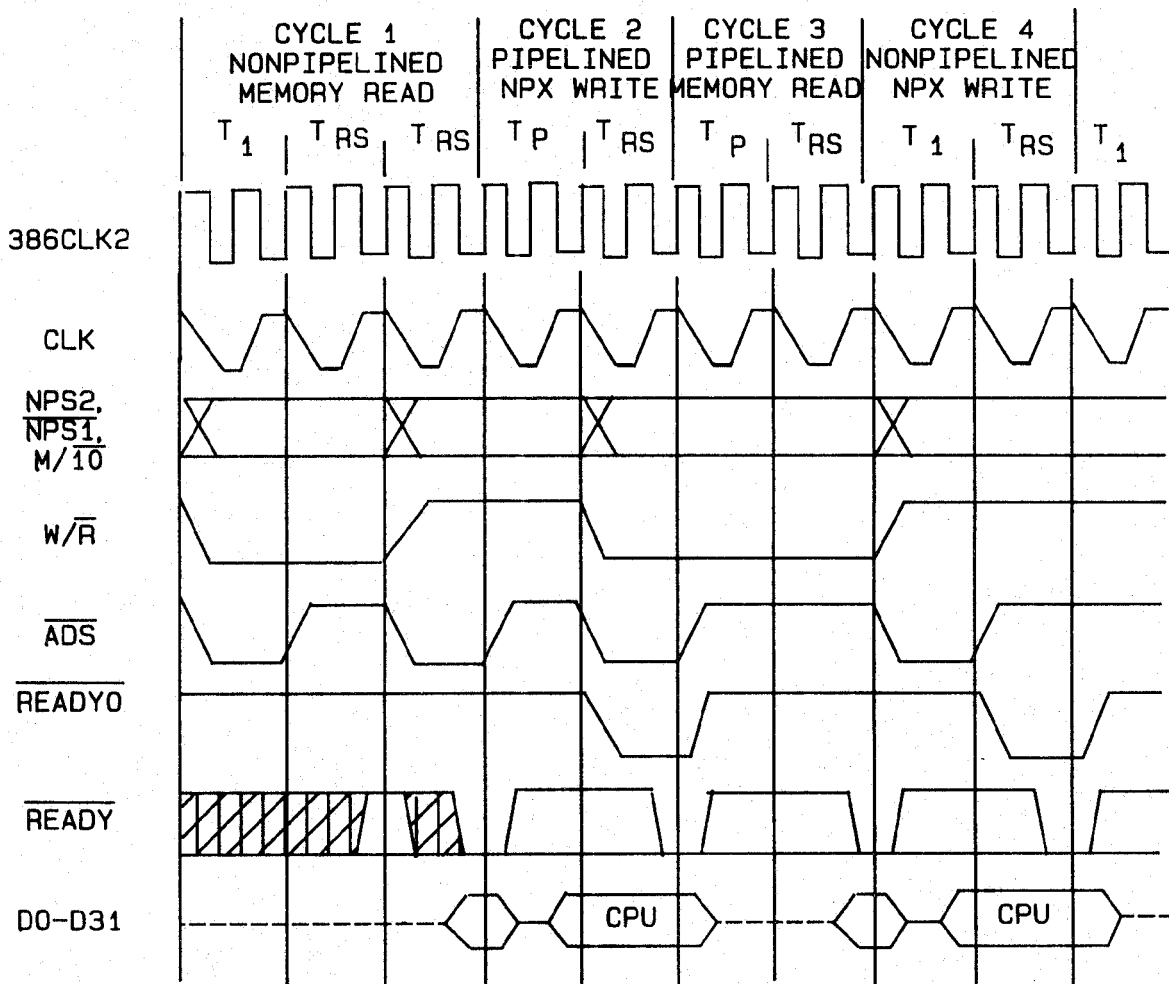 CYCLE 1
NONPIPELINED
MEMORY READ
CYCLE 2
PIPELINED
NPX WRITE
CYCLE 3
PIPELINED
MEMORY READ
CYCLE 4
NONPIPELINED
NPX WRITE
T1 TRS TRS TP TRS TP TRS T1 TRS T1
386CLK2
CLK
NPS2,
NPS1,
M/IO
W/R
ADS
READYO
READY
D0-D31
CPU
CPU